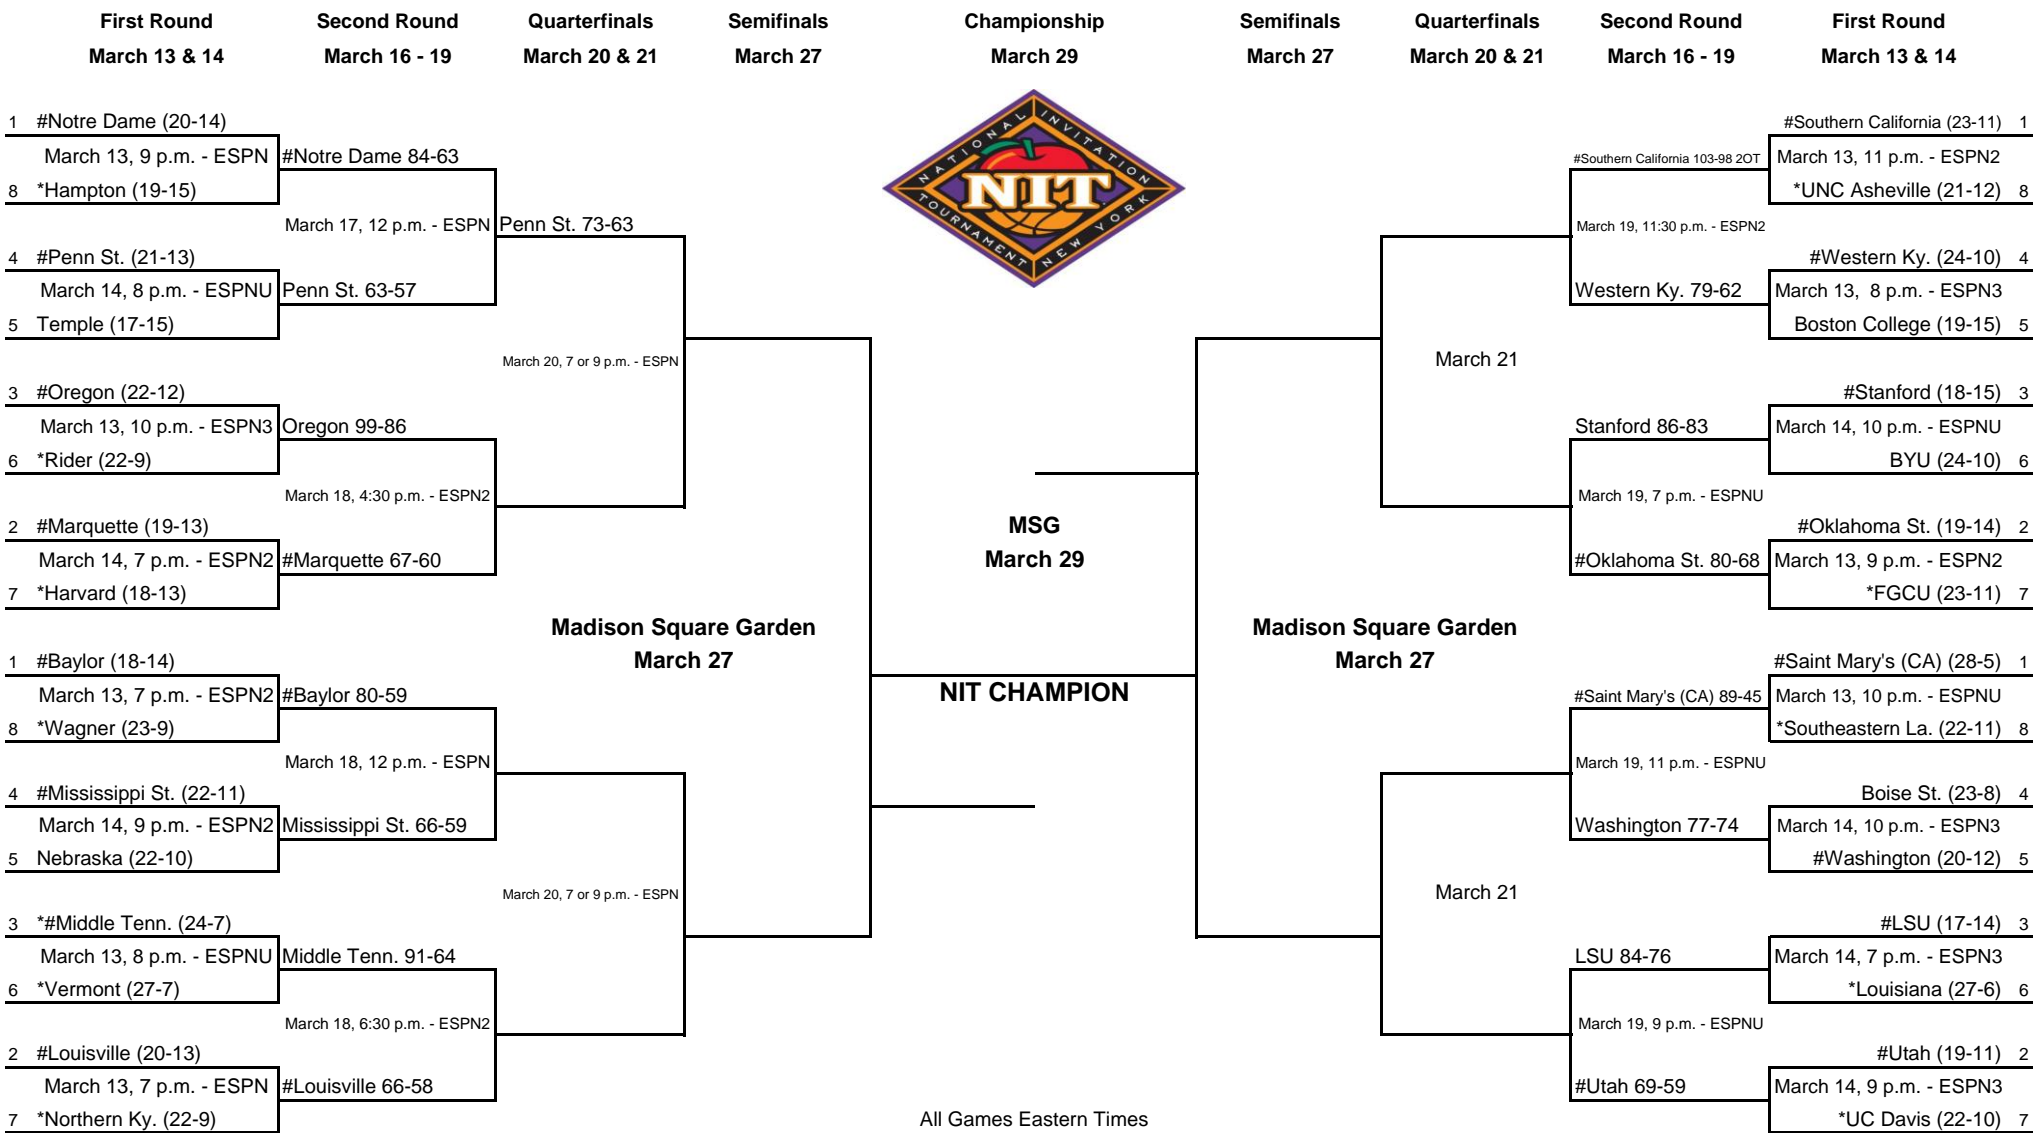 First Round
Second Round
Quarterfinals
Semifinals
Championship
Semifinals
Quarterfinals
Second Round
First Round
March 13 & 14
March 16 - 19
March 20 & 21
March 27
March 29
March 27
March 20 & 21
March 16 - 19
March 13 & 14
1 #Notre Dame (20-14)
March 13, 9 p.m. - ESPN
8 *Hampton (19-15)
4 #Penn St. (21-13)
March 14, 8 p.m. - ESPNU
5 Temple (17-15)
3 #Oregon (22-12)
March 13, 10 p.m. - ESPN3
6 *Rider (22-9)
2 #Marquette (19-13)
March 14, 7 p.m. - ESPN2
7 *Harvard (18-13)
1 #Baylor (18-14)
March 13, 7 p.m. - ESPN2
8 *Wagner (23-9)
4 #Mississippi St. (22-11)
March 14, 9 p.m. - ESPN2
5 Nebraska (22-10)
3 *#Middle Tenn. (24-7)
March 13, 8 p.m. - ESPNU
6 *Vermont (27-7)
2 #Louisville (20-13)
March 13, 7 p.m. - ESPN
7 *Northern Ky. (22-9)
#Notre Dame 84-63
March 17, 12 p.m. - ESPN
Penn St. 63-57
Oregon 99-86
March 18, 4:30 p.m. - ESPN2
#Marquette 67-60
#Baylor 80-59
March 18, 12 p.m. - ESPN
Mississippi St. 66-59
Middle Tenn. 91-64
March 18, 6:30 p.m. - ESPN2
#Louisville 66-58
Penn St. 73-63
March 20, 7 or 9 p.m. - ESPN
Madison Square Garden
March 27
March 20, 7 or 9 p.m. - ESPN
NATIONAL INVITATION
NIT
TOURNAMENT NEW YORK
MSG
March 29
NIT CHAMPION
All Games Eastern Times
March 21
Madison Square Garden
March 27
March 21
#Southern California 103-98 2OT
March 19, 11:30 p.m. - ESPN2
Western Ky. 79-62
Stanford 86-83
March 19, 7 p.m. - ESPNU
#Oklahoma St. 80-68
#Saint Mary's (CA) 89-45
March 19, 11 p.m. - ESPNU
Washington 77-74
LSU 84-76
March 19, 9 p.m. - ESPNU
#Utah 69-59
#Southern California (23-11) 1
March 13, 11 p.m. - ESPN2
*UNC Asheville (21-12) 8
#Western Ky. (24-10) 4
March 13, 8 p.m. - ESPN3
Boston College (19-15) 5
#Stanford (18-15) 3
March 14, 10 p.m. - ESPNU
BYU (24-10) 6
#Oklahoma St. (19-14) 2
March 13, 9 p.m. - ESPN2
*FGCU (23-11) 7
#Saint Mary's (CA) (28-5) 1
March 13, 10 p.m. - ESPNU
*Southeastern La. (22-11) 8
Boise St. (23-8) 4
March 14, 10 p.m. - ESPN3
#Washington (20-12) 5
#LSU (17-14) 3
March 14, 7 p.m. - ESPN3
*Louisiana (27-6) 6
#Utah (19-11) 2
March 14, 9 p.m. - ESPN3
*UC Davis (22-10) 7